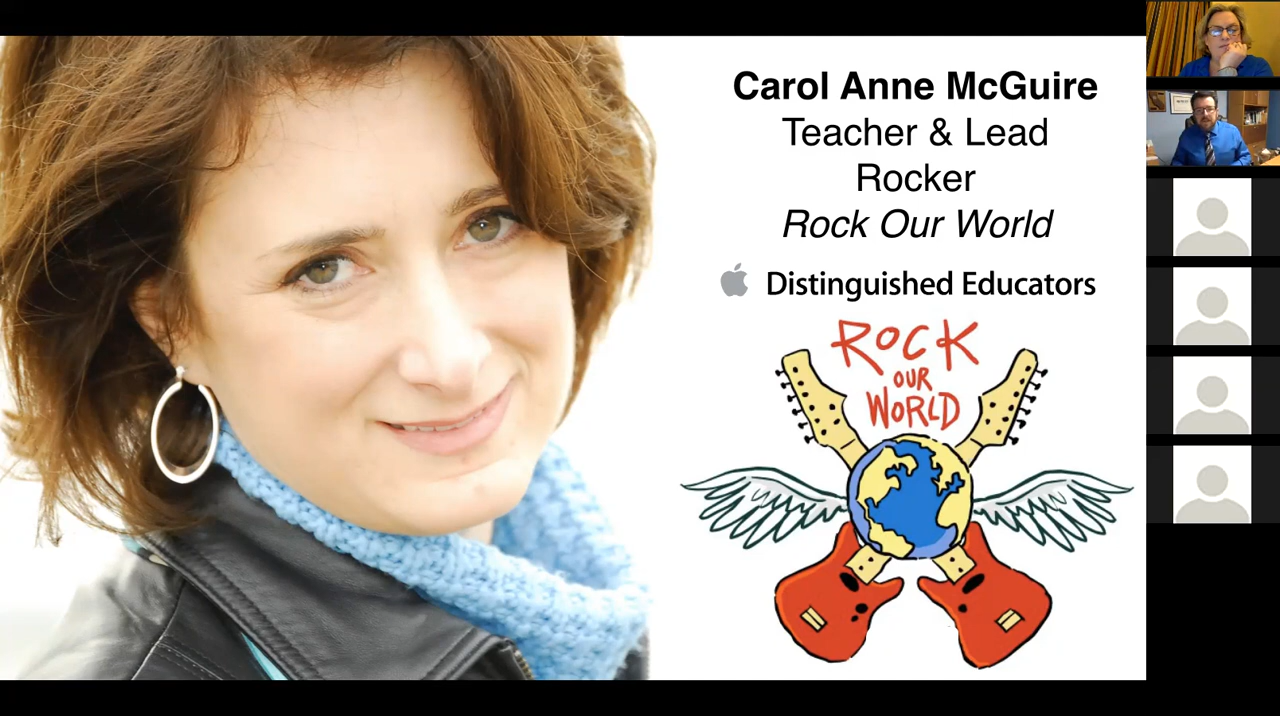 Carol Anne McGuire
Teacher & Lead
Rocker
Rock Our World
Distinguished Educators
ROCK
OUR
WORLD